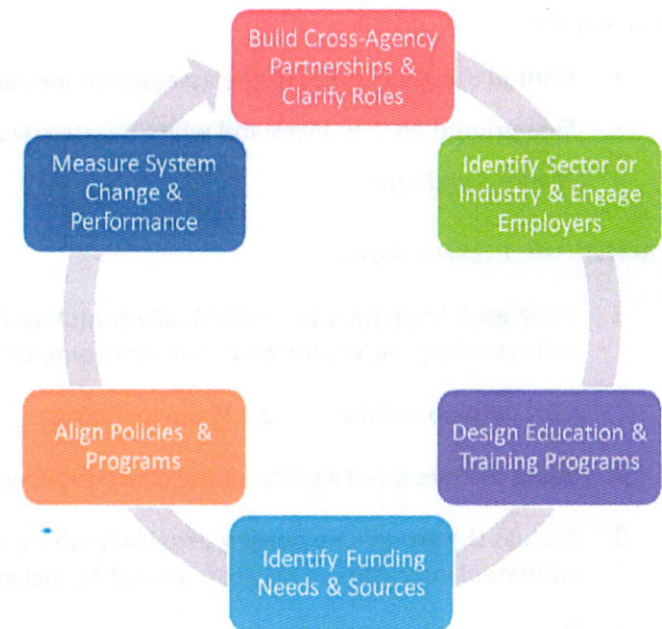 Build Cross-Agency
Partnerships &
Clarify Roles
Identify Sector or
Industry & Engage
Employers
Design Education &
Training Programs
Identify Funding
Needs & Sources
Align Policies &
Programs
Measure System
Change &
Performance